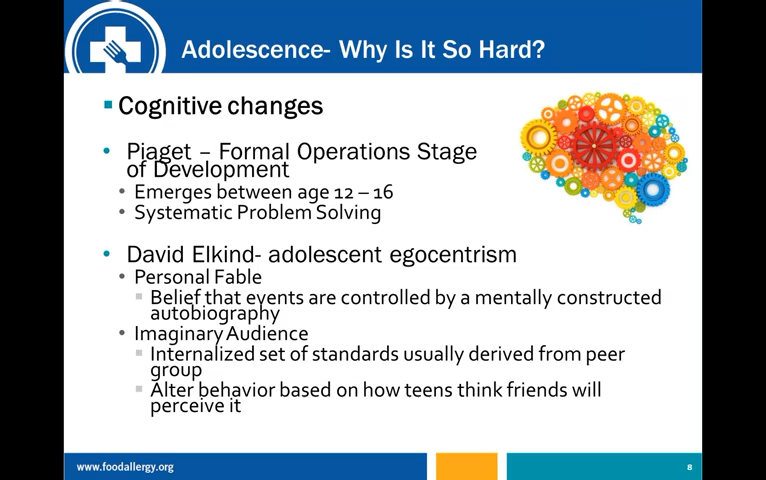 Adolescence- Why Is It So Hard?
Cognitive changes
Piaget – Formal Operations Stage
of Development
Emerges between age 12 – 16
Systematic Problem Solving
David Elkind- adolescent egocentrism
Personal Fable
Belief that events are controlled by a mentally constructed
autobiography
Imaginary Audience
Internalized set of standards usually derived from peer
group
Alter behavior based on how teens think friends will
perceive it
www.foodallergy.org
8